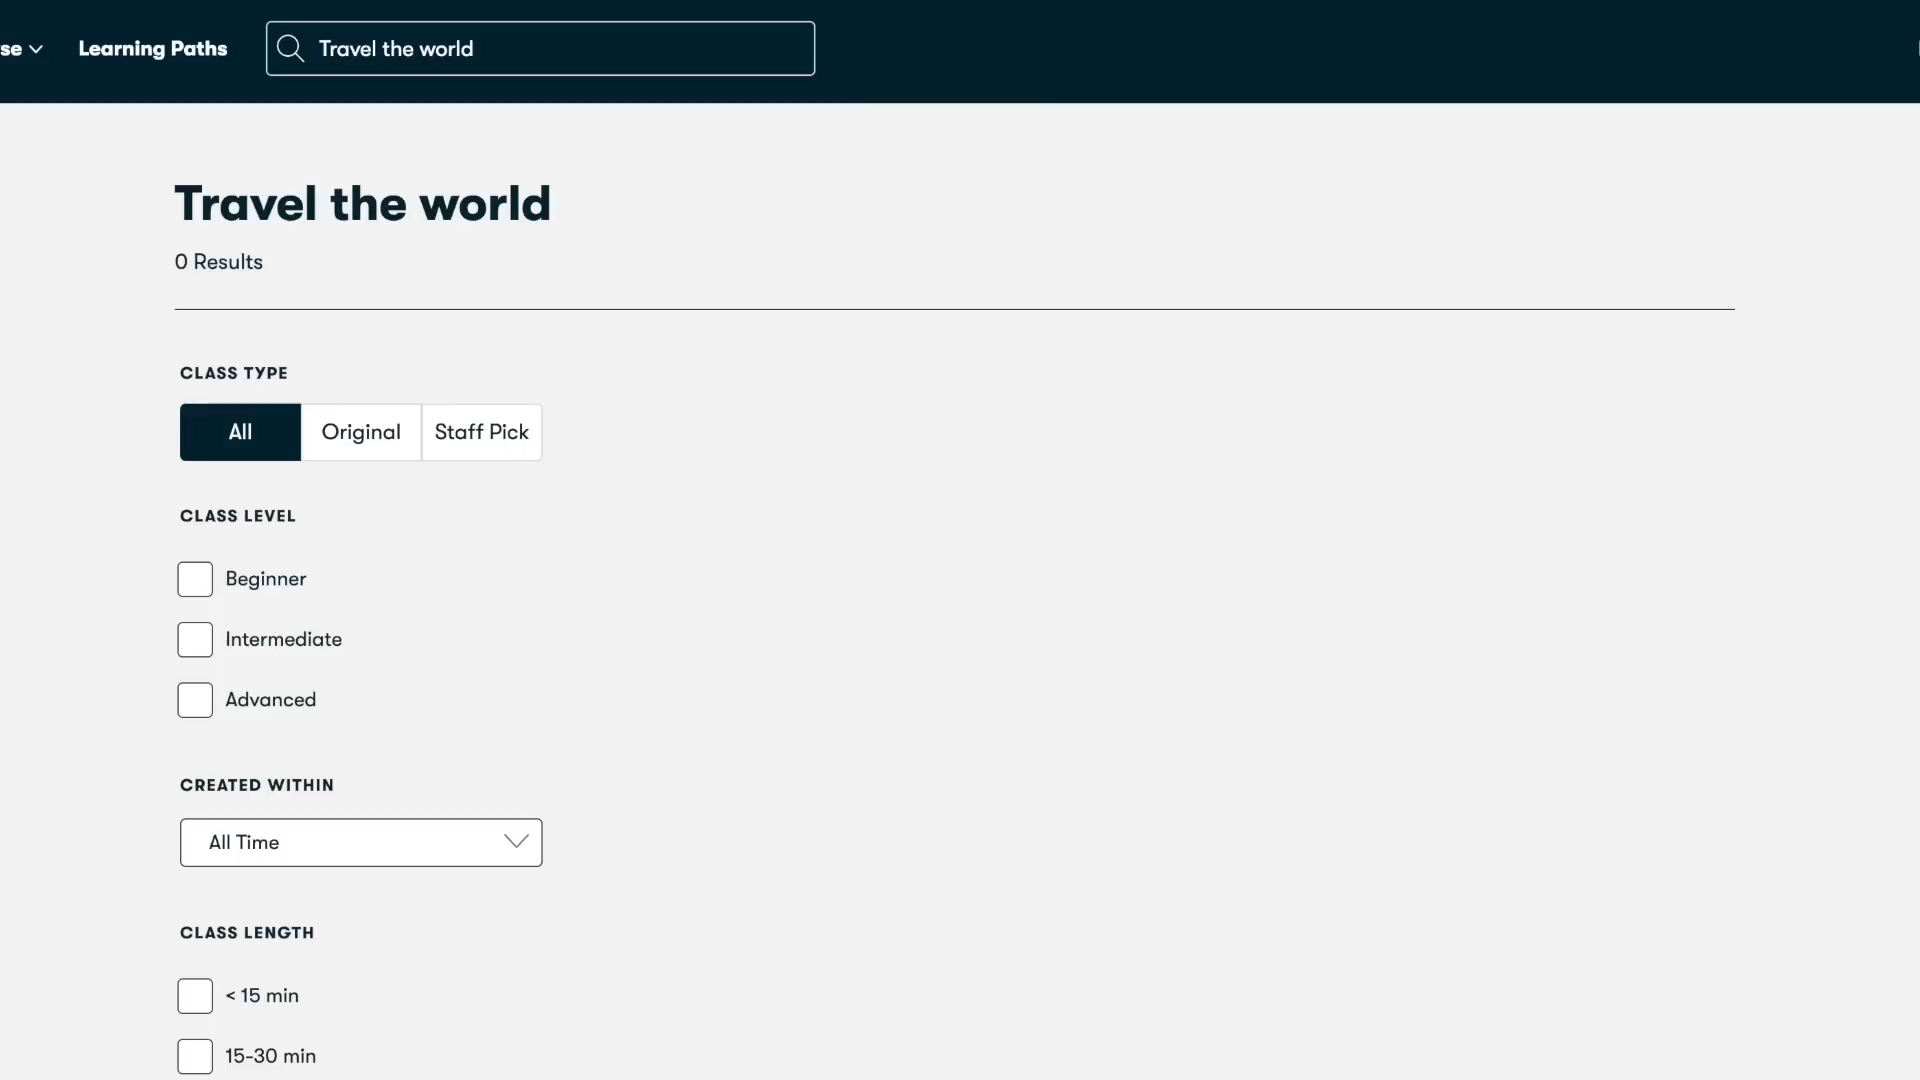 se
Learning Paths
Travel the world
Travel the world
0 Results
CLASS TYPE
All
Original
Staff Pick
CLASS LEVEL
Beginner
Intermediate
Advanced
CREATED WITHIN
All Time
CLASS LENGTH
< 15 min
15-30 min